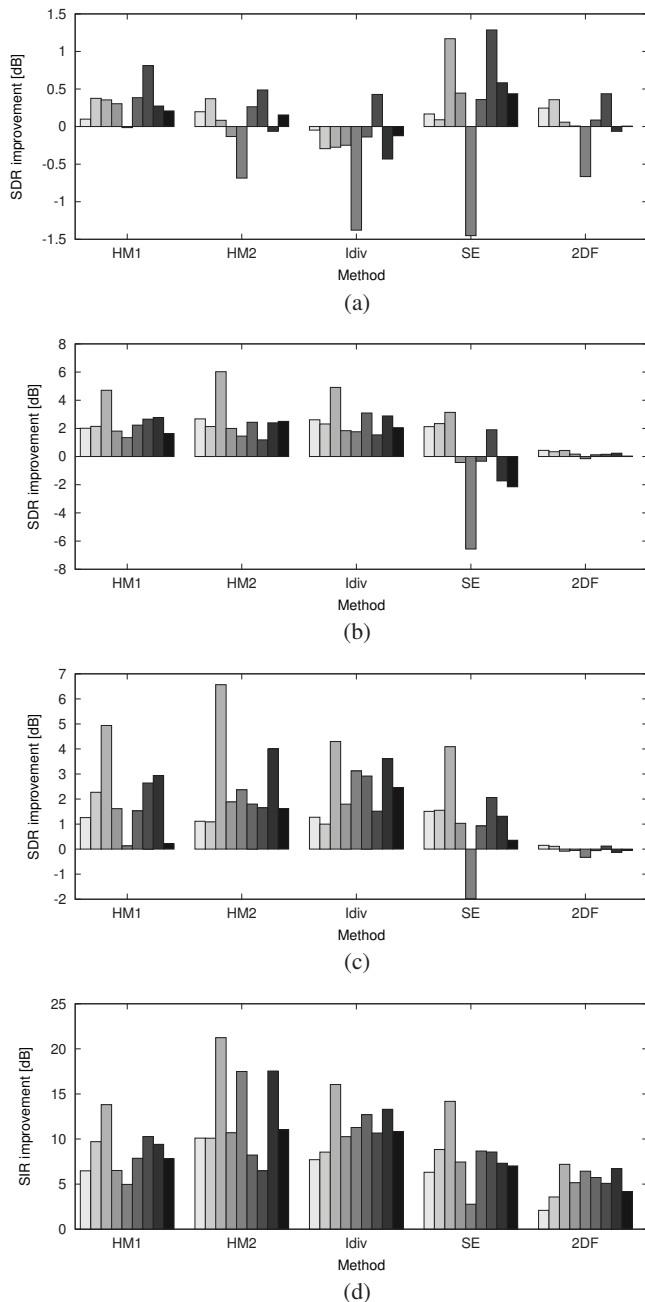 1.5
1
0.5
0
-0.5
-1
-1.5
SDR improvement [dB]
HM1 HM2 Idiv SE 2DF
Method
(a)
8
6
4
2
0
-2
-4
-6
-8
SDR improvement [dB]
HM1 HM2 Idiv SE 2DF
Method
(b)
7
6
5
4
3
2
1
0
-1
-2
SDR improvement [dB]
HM1 HM2 Idiv SE 2DF
Method
(c)
25
20
15
10
5
0
SIR improvement [dB]
HM1 HM2 Idiv SE 2DF
Method
(d)